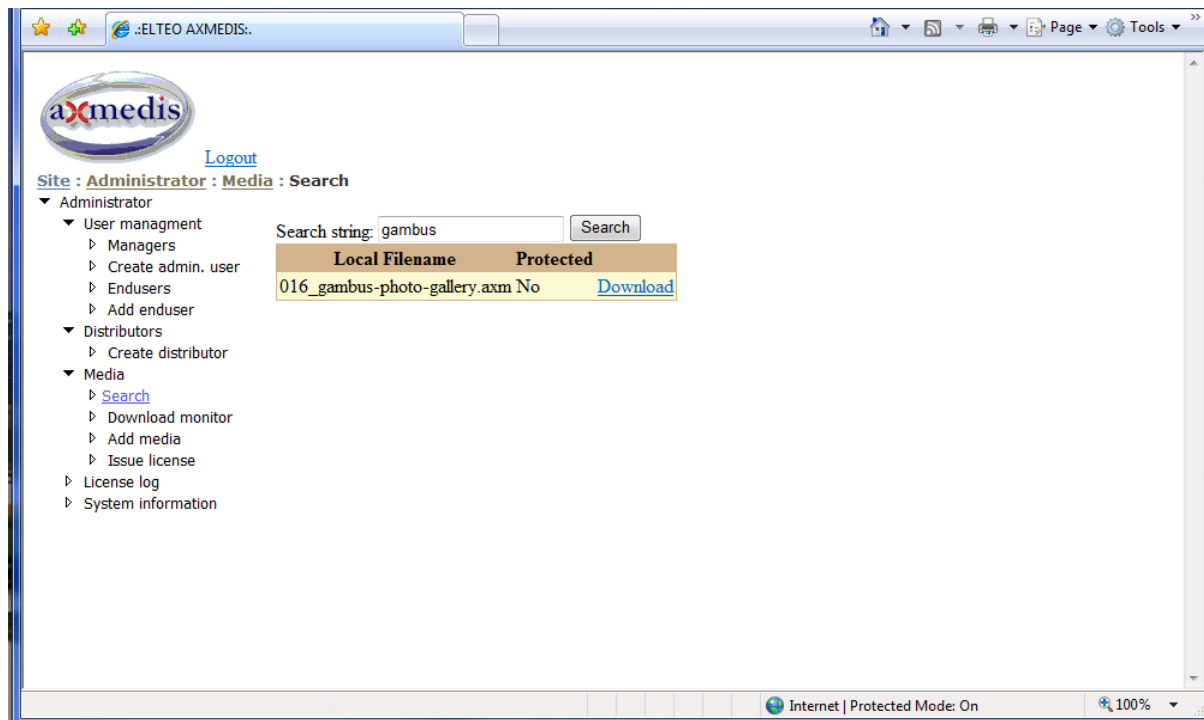 .:ELTEO AXMEDIS:.
Page
Tools
»
axmedis
Logout
Site : Administrator : Media : Search
Administrator
User managment
Managers
Create admin. user
Endusers
Add enduser
Distributors
Create distributor
Media
Search
Download monitor
Add media
Issue license
License log
System information
Search string: gambus Search
Local Filename Protected
016_gambus-photo-gallery.axm No Download
Internet | Protected Mode: On 100%